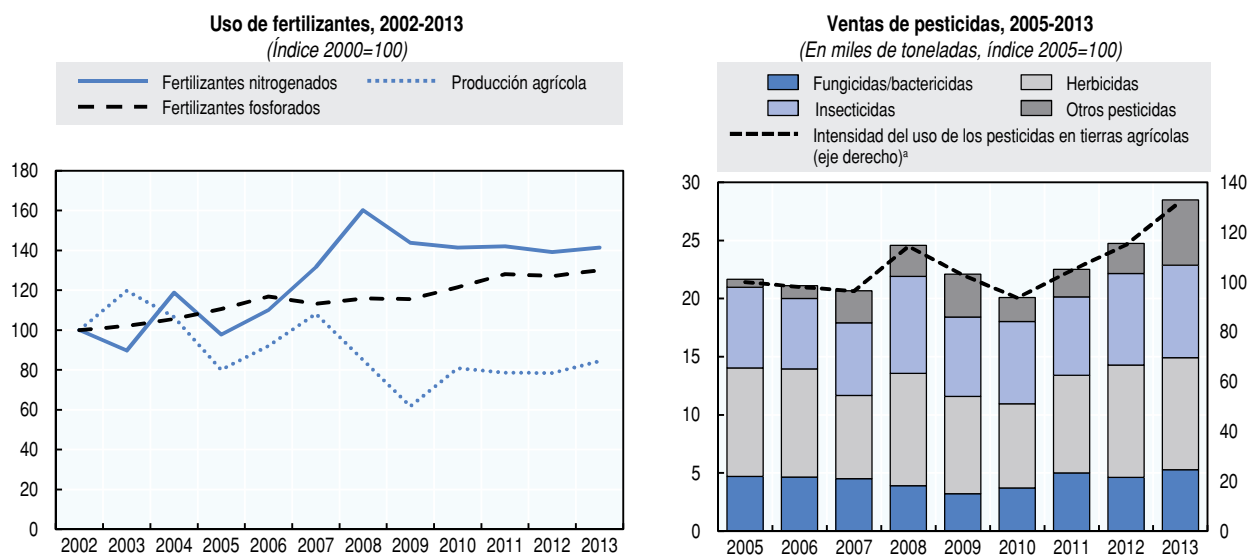 Uso de fertilizantes, 2002-2013
(Índice 2000=100)
Fertilizantes nitrogenados
Producción agrícola
Fertilizantes fosforados
180
160
140
120
100
80
60
40
20
0
2002 2003 2004 2005 2006 2007 2008 2009 2010 2011 2012 2013
Ventas de pesticidas, 2005-2013
(En miles de toneladas, índice 2005=100)
Fungicidas/bactericidas
Herbicidas
Insecticidas
Otros pesticidas
Intensidad del uso de los pesticidas en tierras agrícolas
(eje derecho)ᵃ
30
25
20
15
10
5
0
140
120
100
80
60
40
20
0
2005 2006 2007 2008 2009 2010 2011 2012 2013